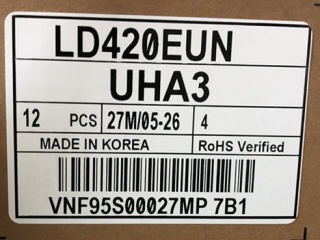 LD420EUN
UHA3
12 PCS 27M/05-26 4
MADE IN KOREA RoHS Verified
VNF95S00027MP 7B1